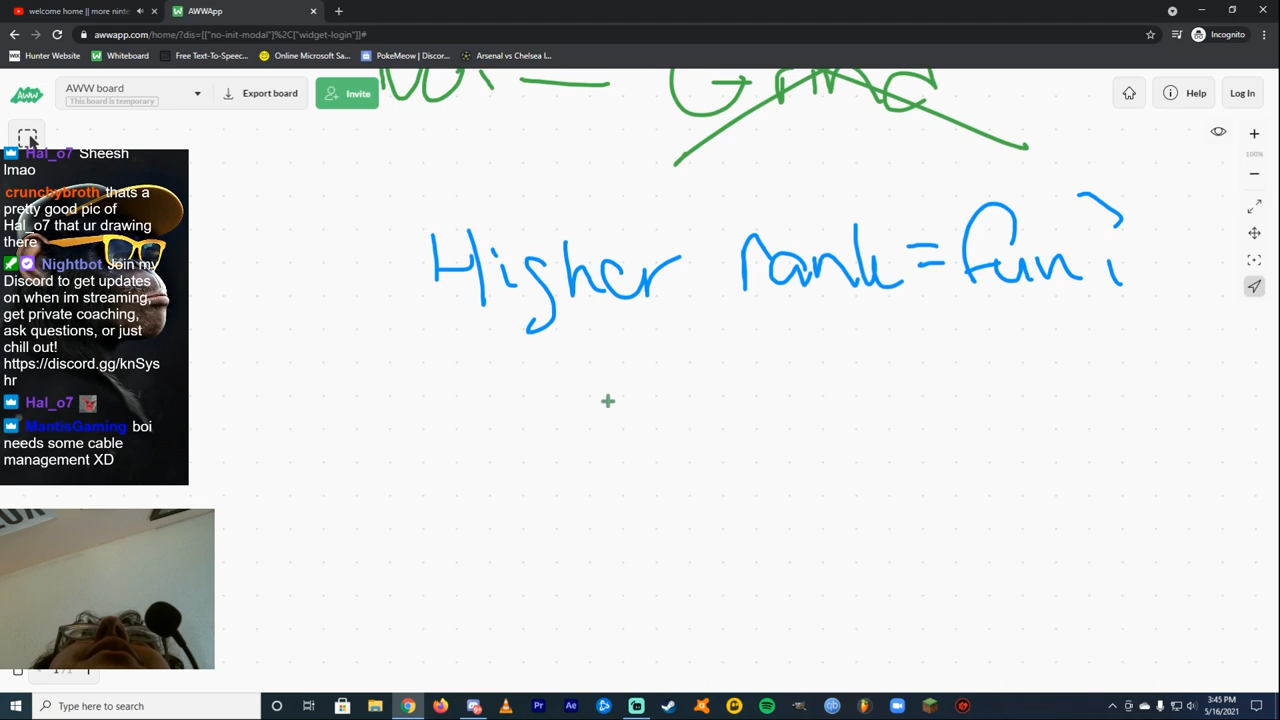 welcome home || more ninte
AWWApp
awwapp.com/home/?dis=[["no-init-modal"]%2C["widget-login"]]#
Incognito
Hunter Website
Whiteboard
Free Text-To-Speec...
Online Microsoft Sa...
PokeMeow | Discor...
Arsenal vs Chelsea l...
AWW board
This board is temporary
Export board
Invite
Help
Log In
100%
Higher rank = fun?
Hal_o7 Sheesh
lmao
crunchybroth thats a
pretty good pic of
Hal_o7 that ur drawing
there
Nightbot Join my
Discord to get updates
on when im streaming,
get private coaching,
ask questions, or just
chill out!
https://discord.gg/knSys
hr
Hal_o7
MantisGaming boi
needs some cable
management XD
Type here to search
3:45 PM
5/16/2021